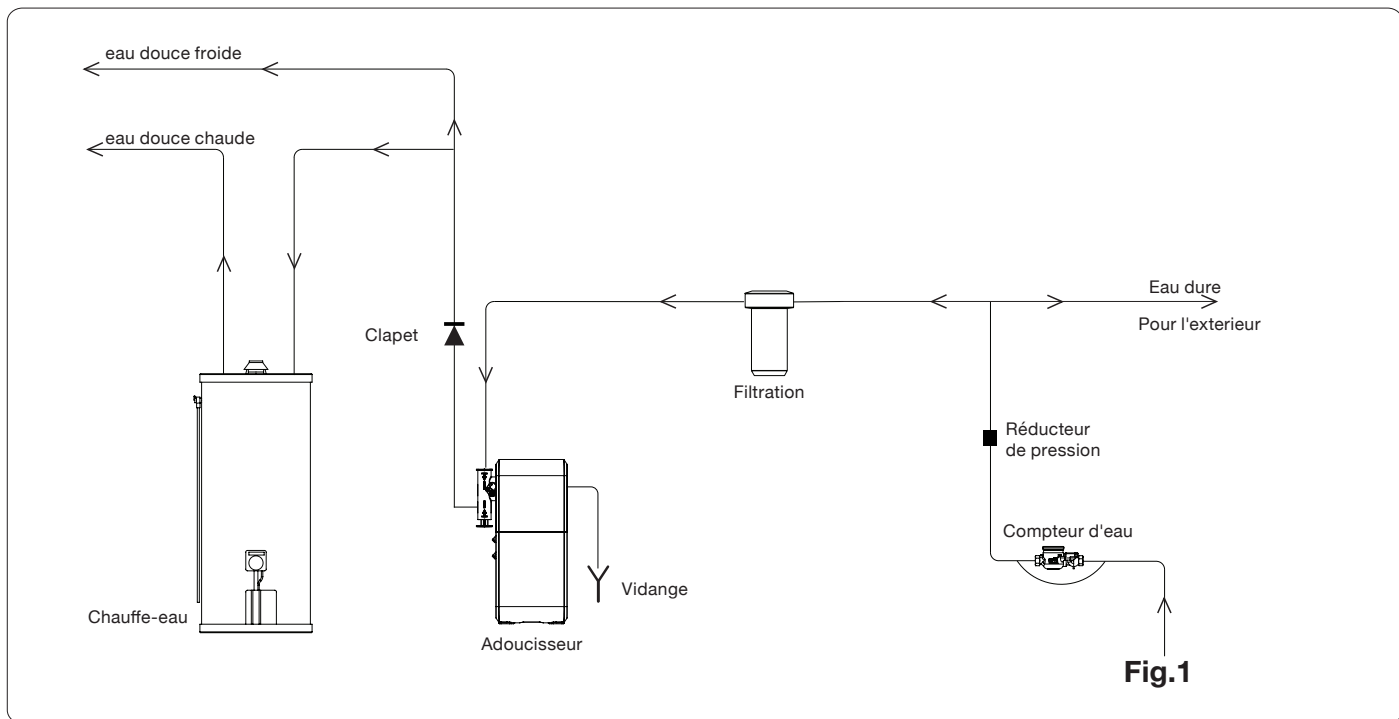 eau douce froide
eau douce chaude
Eau dure
Pour l'exterieur
Clapet
Filtration
Réducteur
de pression
Compteur d'eau
Vidange
Chauffe-eau
Adoucisseur
Fig.1